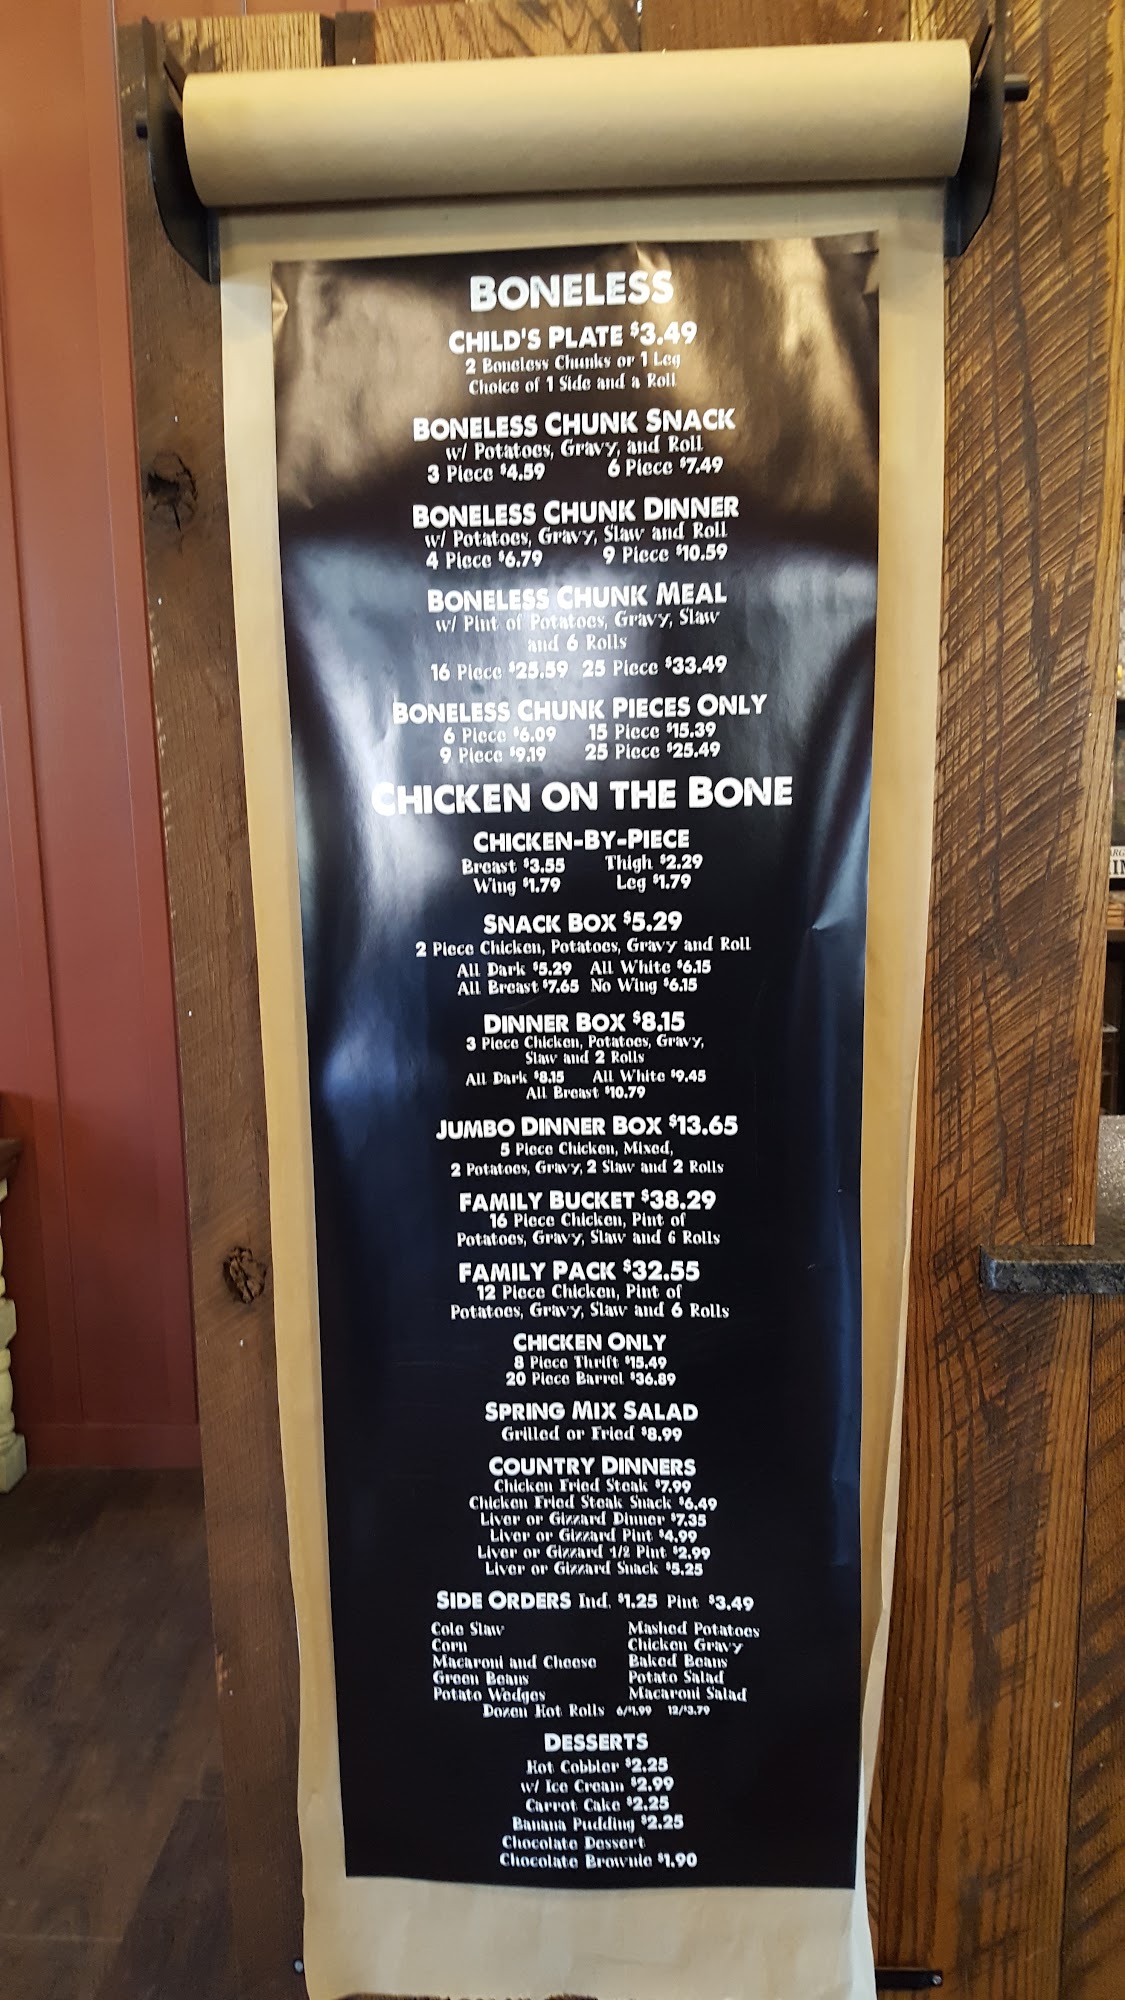 BONELESS
CHILD'S PLATE $3.49
2 Boneless Chunks or 1 Leg
Choice of 1 Side and a Roll
BONELESS CHUNK SNACK
w/ Potatoes, Gravy, and Roll
3 Piece $4.59 6 Piece $7.49
BONELESS CHUNK DINNER
w/ Potatoes, Gravy, Slaw and Roll
4 Piece $6.79 9 Piece $10.59
BONELESS CHUNK MEAL
w/ Pint of Potatoes, Gravy, Slaw
and 6 Rolls
16 Piece $25.59 25 Piece $33.49
BONELESS CHUNK PIECES ONLY
6 Piece $6.09 15 Piece $15.39
9 Piece $9.19 25 Piece $25.49
CHICKEN ON THE BONE
CHICKEN-BY-PIECE
Breast $3.55 Thigh $2.29
Wing $1.79 Leg $1.79
SNACK BOX $5.29
2 Piece Chicken, Potatoes, Gravy and Roll
All Dark $5.29 All White $6.15
All Breast $7.65 No Wing $6.15
DINNER BOX $8.15
3 Piece Chicken, Potatoes, Gravy,
Slaw and 2 Rolls
All Dark $8.15 All White $9.45
All Breast $10.79
JUMBO DINNER BOX $13.65
5 Piece Chicken, Mixed,
2 Potatoes, Gravy, 2 Slaw and 2 Rolls
FAMILY BUCKET $38.29
16 Piece Chicken, Pint of
Potatoes, Gravy, Slaw and 6 Rolls
FAMILY PACK $32.55
12 Piece Chicken, Pint of
Potatoes, Gravy, Slaw and 6 Rolls
CHICKEN ONLY
8 Piece Thrift $15.49
20 Piece Barrel $36.89
SPRING MIX SALAD
Grilled or Fried $8.99
COUNTRY DINNERS
Chicken Fried Steak $7.99
Chicken Fried Steak Snack $6.49
Liver or Gizzard Dinner $7.35
Liver or Gizzard Pint $4.99
Liver or Gizzard 1/2 Pint $2.99
Liver or Gizzard Snack $5.25
SIDE ORDERS Ind. $1.25 Pint $3.49
Cole Slaw Mashed Potatoes
Corn Chicken Gravy
Macaroni and Cheese Baked Beans
Green Beans Potato Salad
Potato Wedges Macaroni Salad
Dozen Hot Rolls 6/$1.99 12/$3.79
DESSERTS
Hot Cobbler $2.25
w/ Ice Cream $2.99
Carrot Cake $2.25
Banana Pudding $2.25
Chocolate Dessert
Chocolate Brownie $1.90